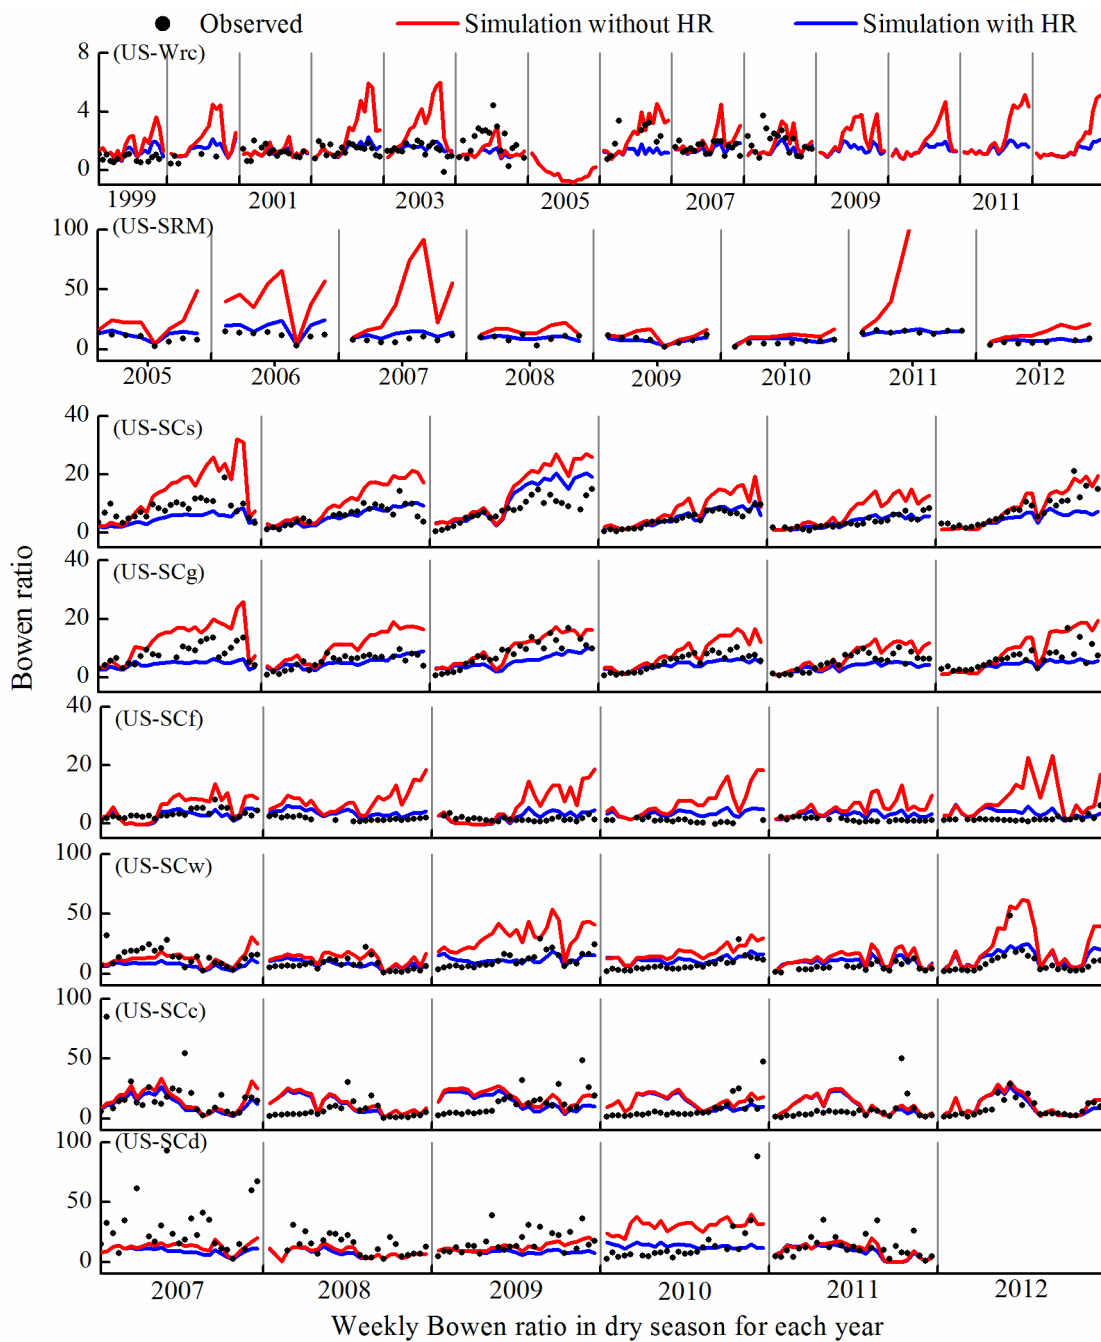 Observed Simulation without HR Simulation with HR
8 (US-Wrc)
4
0
1999 2001 2003 2005 2007 2009 2011
100 (US-SRM)
50
0
2005 2006 2007 2008 2009 2010 2011 2012
40 (US-SCs)
20
0
Bowen ratio
40 (US-SCg)
20
0
40 (US-SCf)
20
0
100 (US-SCw)
50
0
100 (US-SCc)
50
0
100 (US-SCd)
50
0
2007 2008 2009 2010 2011 2012
Weekly Bowen ratio in dry season for each year